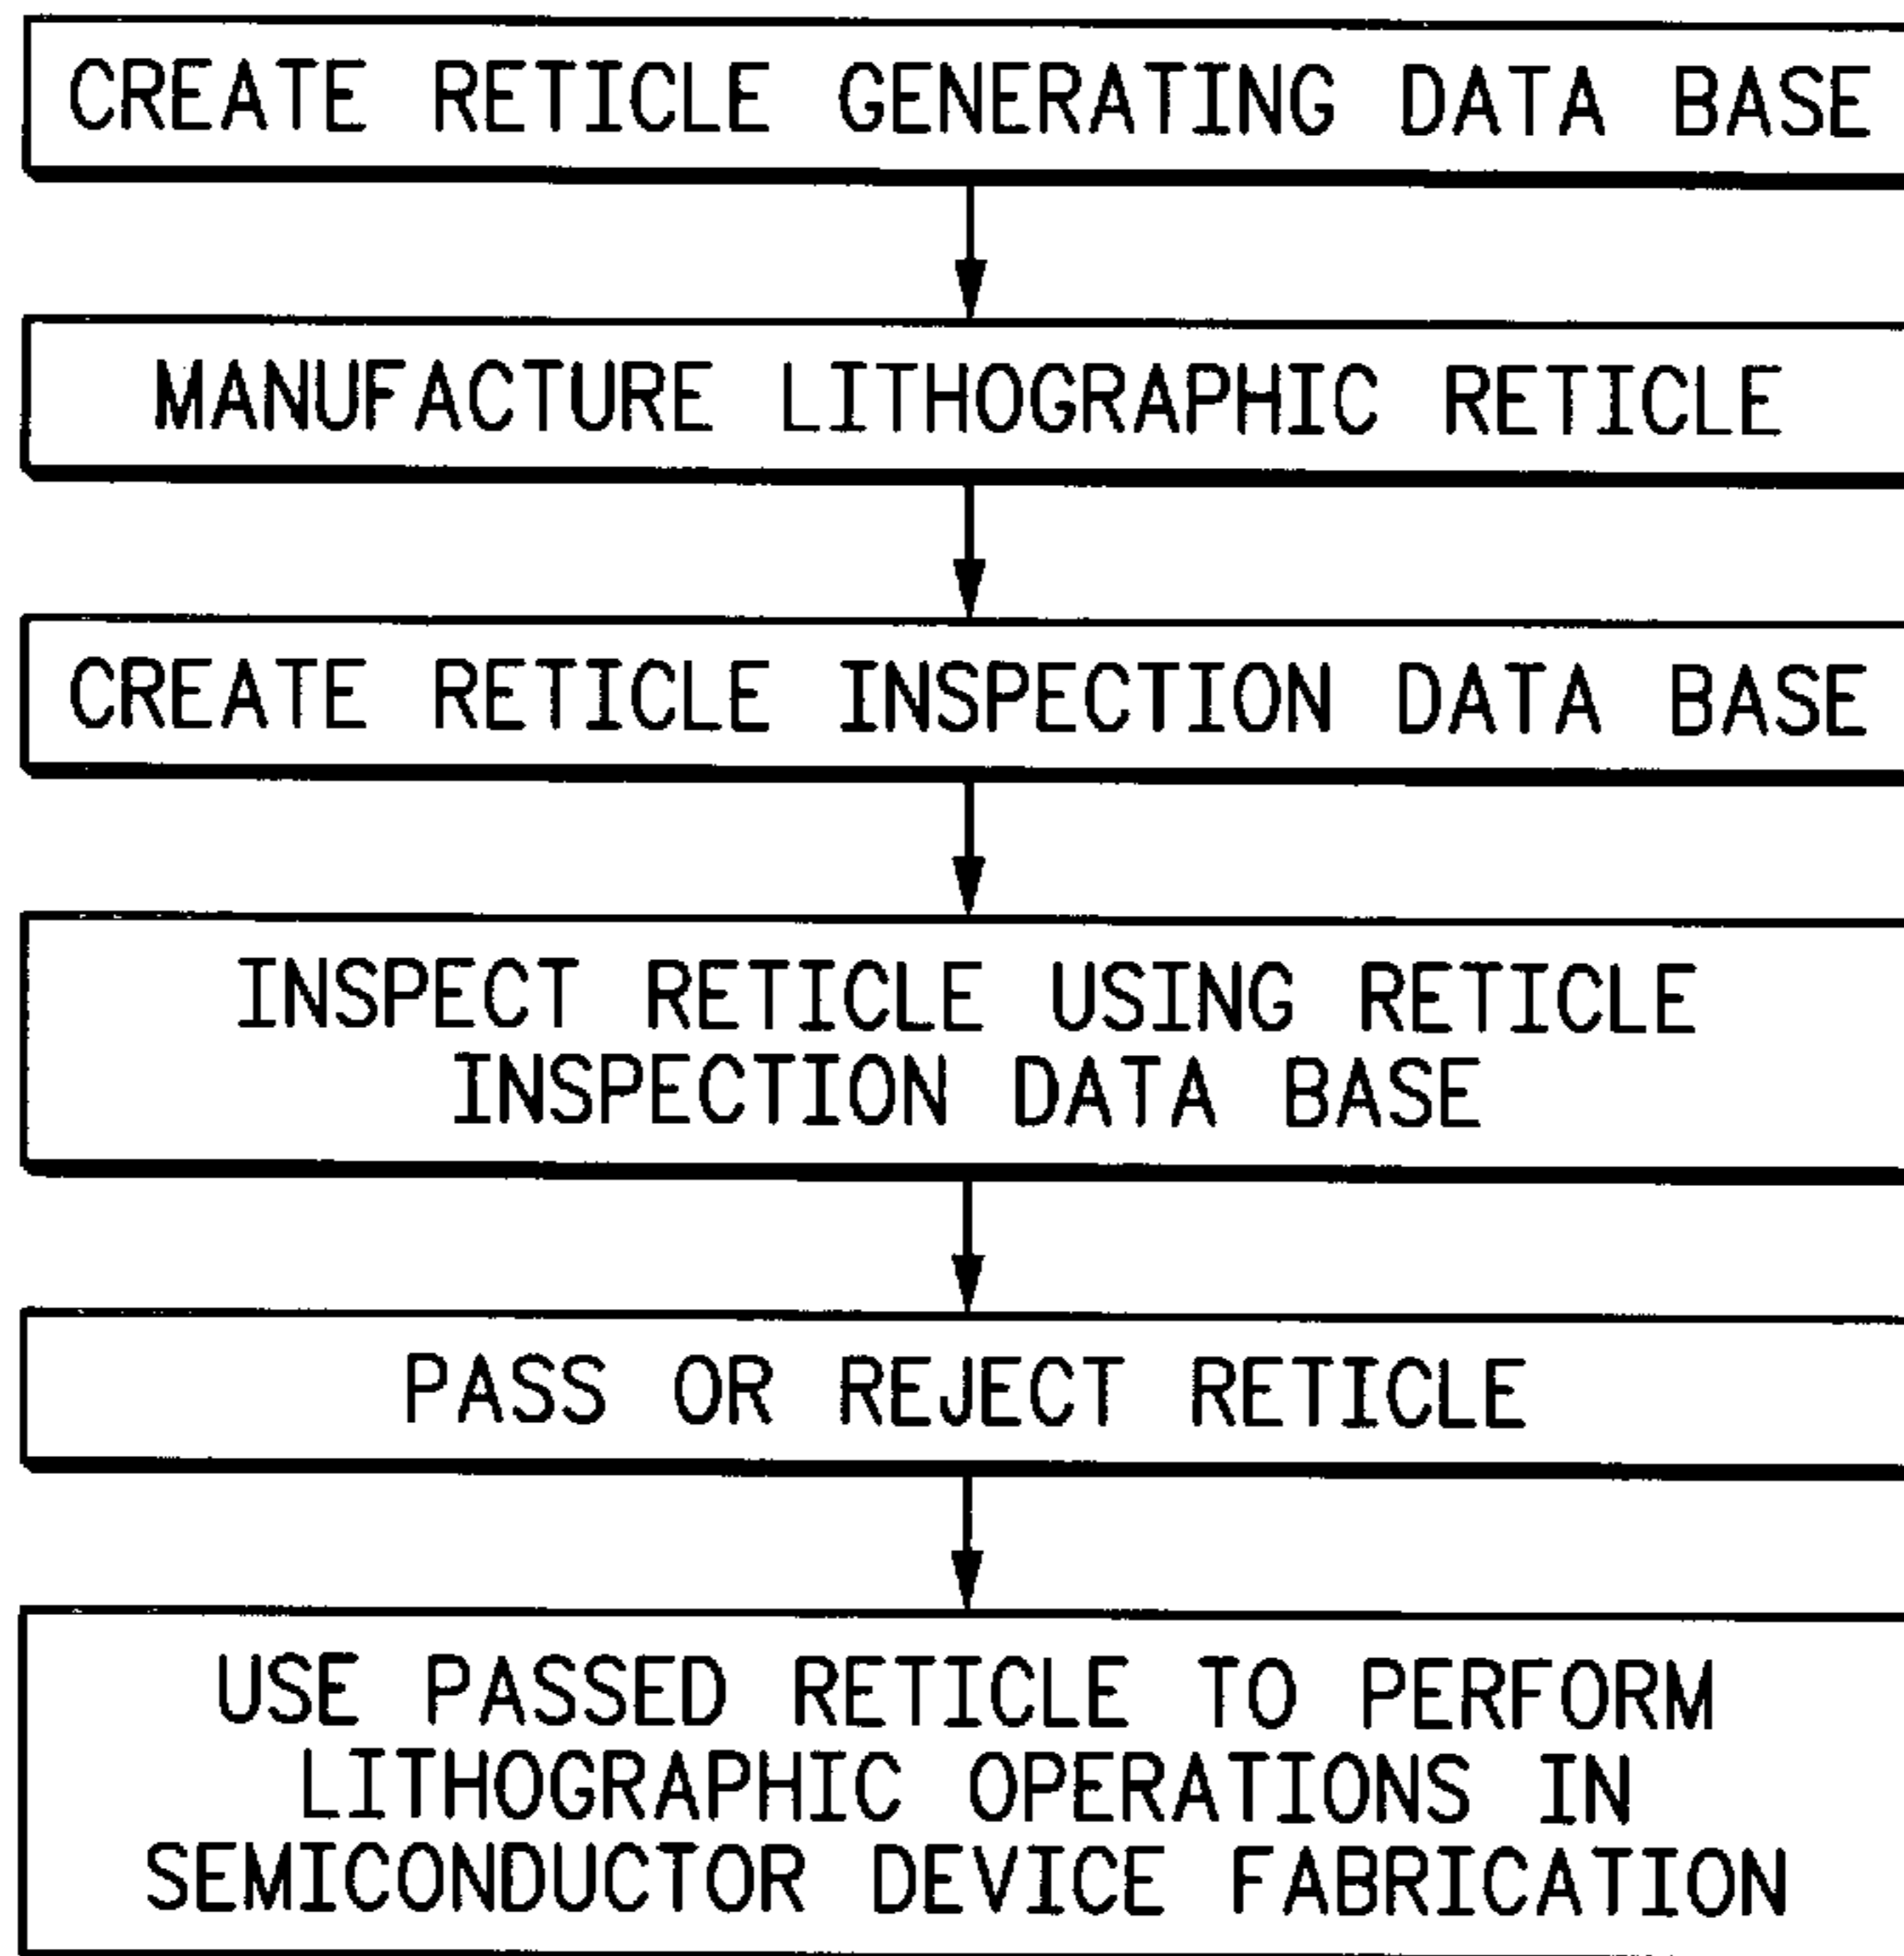 CREATE RETICLE GENERATING DATA BASE
MANUFACTURE LITHOGRAPHIC RETICLE
CREATE RETICLE INSPECTION DATA BASE
INSPECT RETICLE USING RETICLE
INSPECTION DATA BASE
PASS OR REJECT RETICLE
USE PASSED RETICLE TO PERFORM
LITHOGRAPHIC OPERATIONS IN
SEMICONDUCTOR DEVICE FABRICATION